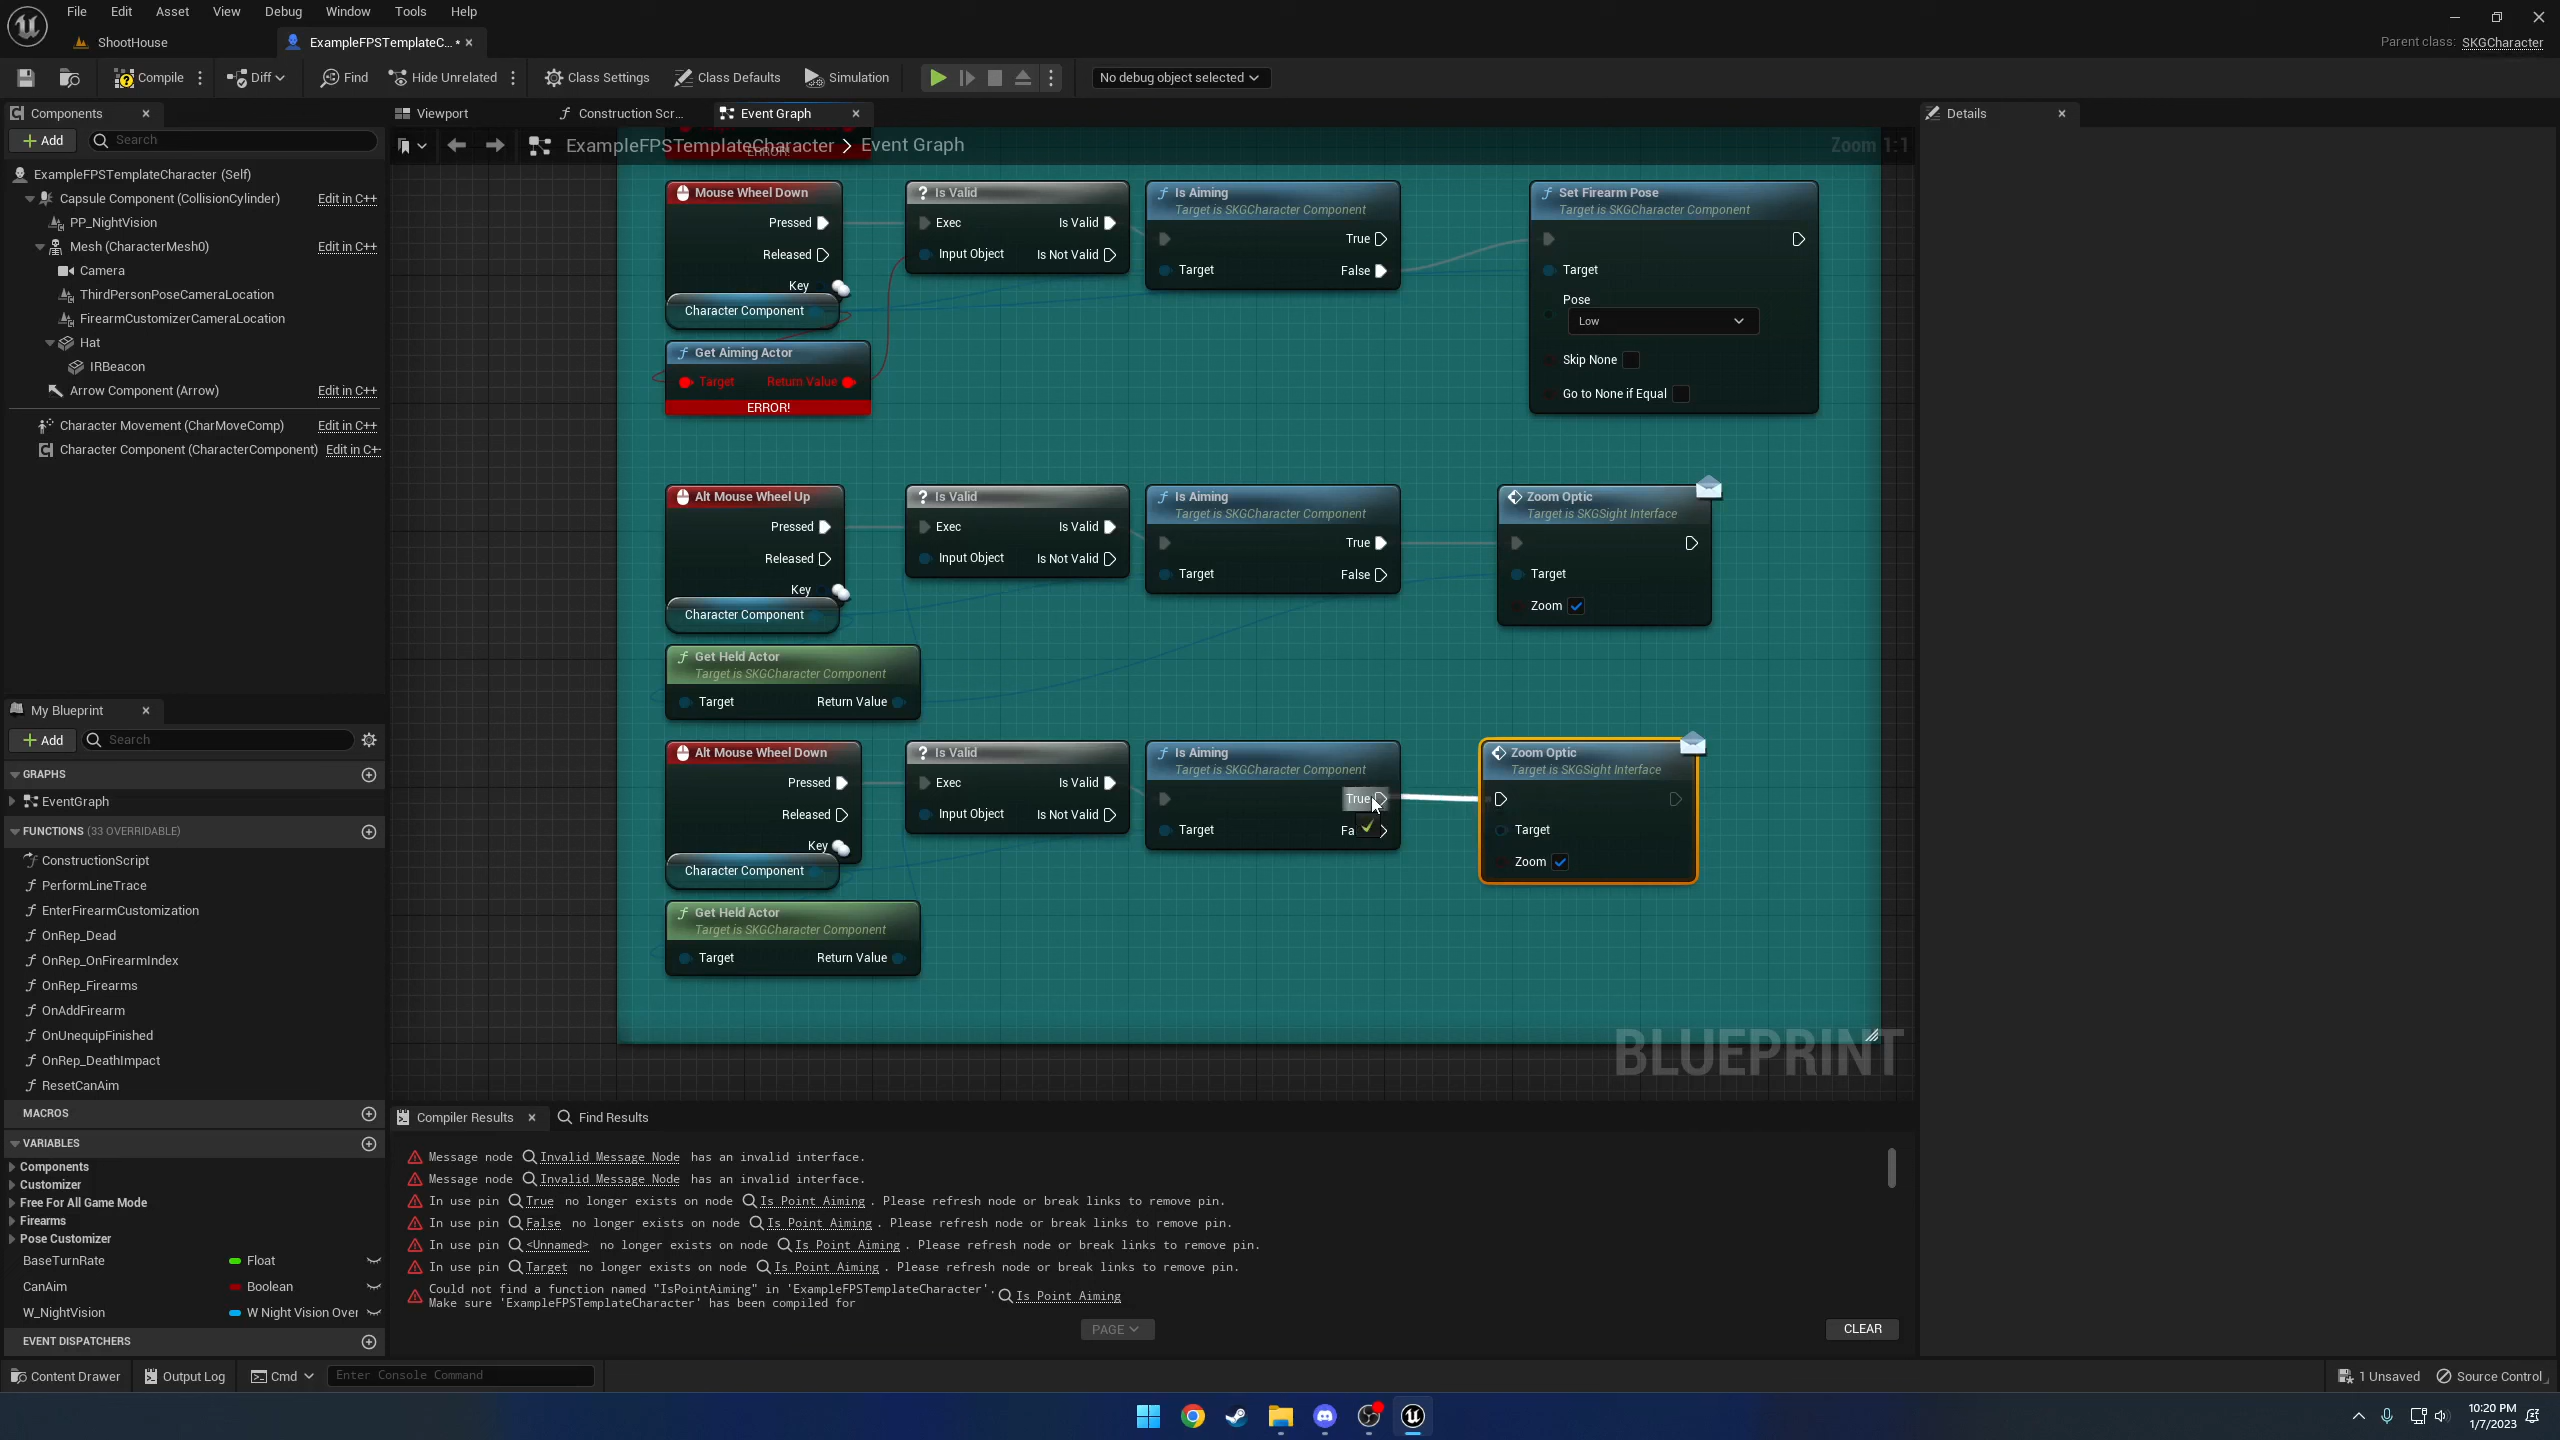 File Edit Asset View Debug Window Tools Help
ShootHouse
ExampleFPSTemplateC... •
Parent class: SKGCharacter
Compile
Diff
Find
Hide Unrelated
Class Settings
Class Defaults
Simulation
No debug object selected
Components
Add
Search
ExampleFPSTemplateCharacter (Self)
Capsule Component (CollisionCylinder) Edit in C++
PP_NightVision
Mesh (CharacterMesh0) Edit in C++
Camera
ThirdPersonPoseCameraLocation
FirearmCustomizerCameraLocation
Hat
IRBeacon
Arrow Component (Arrow) Edit in C++
Character Movement (CharMoveComp) Edit in C++
Character Component (CharacterComponent) Edit in C+
My Blueprint
Add
Search
GRAPHS
EventGraph
FUNCTIONS (33 OVERRIDABLE)
ConstructionScript
PerformLineTrace
EnterFirearmCustomization
OnRep_Dead
OnRep_OnFirearmIndex
OnRep_Firearms
OnAddFirearm
OnUnequipFinished
OnRep_DeathImpact
ResetCanAim
MACROS
VARIABLES
Components
Customizer
Free For All Game Mode
Firearms
Pose Customizer
BaseTurnRate Float
CanAim Boolean
W_NightVision W Night Vision Over
EVENT DISPATCHERS
Viewport
Construction Scr...
Event Graph
ExampleFPSTemplateCharacter > Event Graph
Zoom 1:1
ERROR!
Mouse Wheel Down
Pressed
Released
Key
Character Component
Is Valid
Exec Is Valid
Input Object Is Not Valid
Is Aiming
Target is SKGCharacter Component
True
Target False
Set Firearm Pose
Target is SKGCharacter Component
Target
Pose
Low
Skip None
Go to None if Equal
Get Aiming Actor
Target Return Value
ERROR!
Alt Mouse Wheel Up
Pressed
Released
Key
Character Component
Is Valid
Exec Is Valid
Input Object Is Not Valid
Is Aiming
Target is SKGCharacter Component
True
Target False
Zoom Optic
Target is SKGSight Interface
Target
Zoom
Get Held Actor
Target is SKGCharacter Component
Target Return Value
Alt Mouse Wheel Down
Pressed
Released
Key
Character Component
Is Valid
Exec Is Valid
Input Object Is Not Valid
Is Aiming
Target is SKGCharacter Component
True
Target Fa
Zoom Optic
Target is SKGSight Interface
Target
Zoom
Get Held Actor
Target is SKGCharacter Component
Target Return Value
BLUEPRINT
Details
Compiler Results
Find Results
Message node Invalid Message Node has an invalid interface.
Message node Invalid Message Node has an invalid interface.
In use pin True no longer exists on node Is Point Aiming . Please refresh node or break links to remove pin.
In use pin False no longer exists on node Is Point Aiming . Please refresh node or break links to remove pin.
In use pin <Unnamed> no longer exists on node Is Point Aiming . Please refresh node or break links to remove pin.
In use pin Target no longer exists on node Is Point Aiming . Please refresh node or break links to remove pin.
Could not find a function named "IsPointAiming" in 'ExampleFPSTemplateCharacter'.
Make sure 'ExampleFPSTemplateCharacter' has been compiled for Is Point Aiming
PAGE
CLEAR
Content Drawer
Output Log
Cmd
Enter Console Command
1 Unsaved
Source Control
10:20 PM
1/7/2023